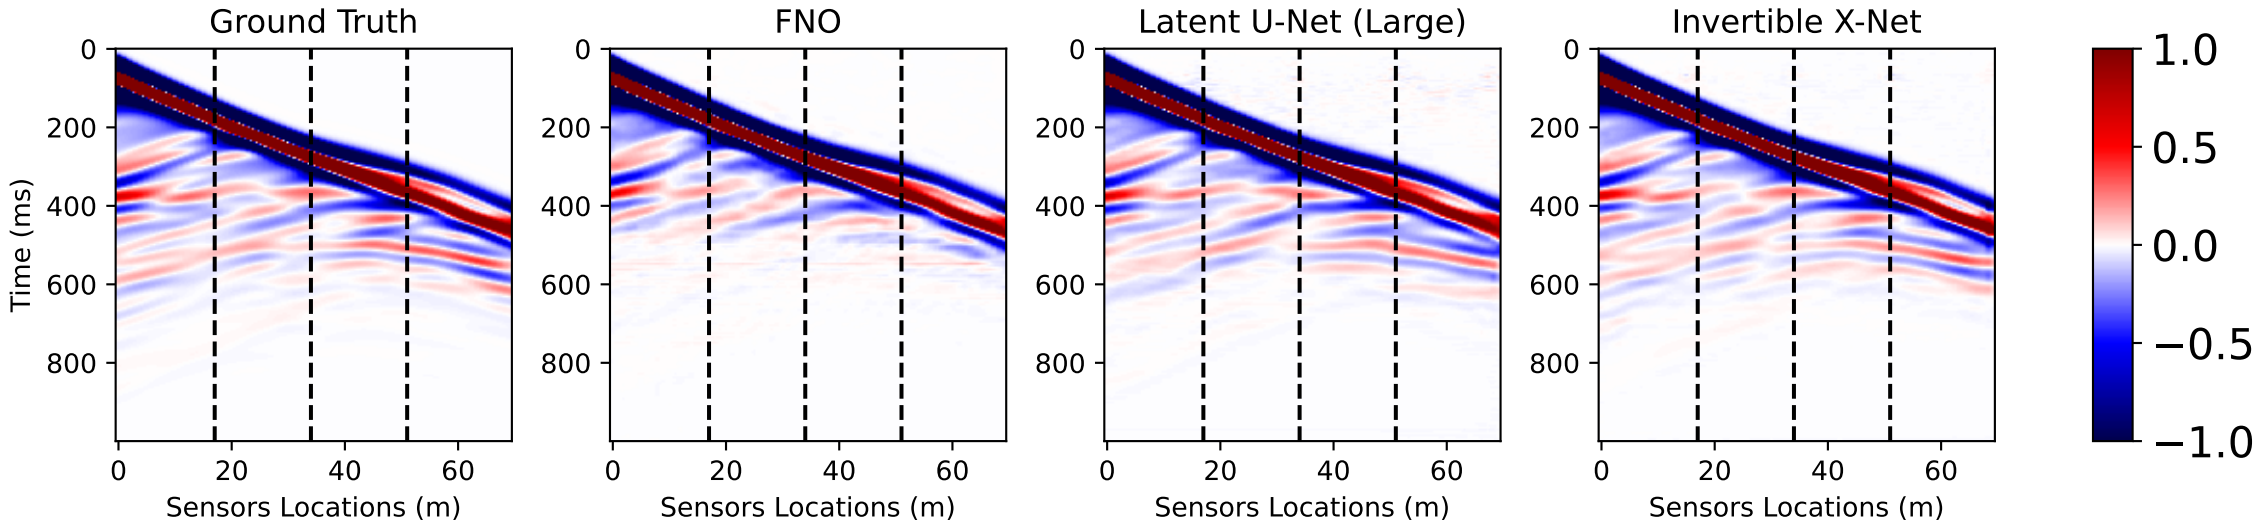 Ground Truth
FNO
Latent U-Net (Large)
Invertible X-Net
0
200
400
600
800
Time (ms)
0 20 40 60
Sensors Locations (m)
0
200
400
600
800
0 20 40 60
Sensors Locations (m)
0
200
400
600
800
0 20 40 60
Sensors Locations (m)
0
200
400
600
800
0 20 40 60
Sensors Locations (m)
1.0
0.5
0.0
−0.5
−1.0